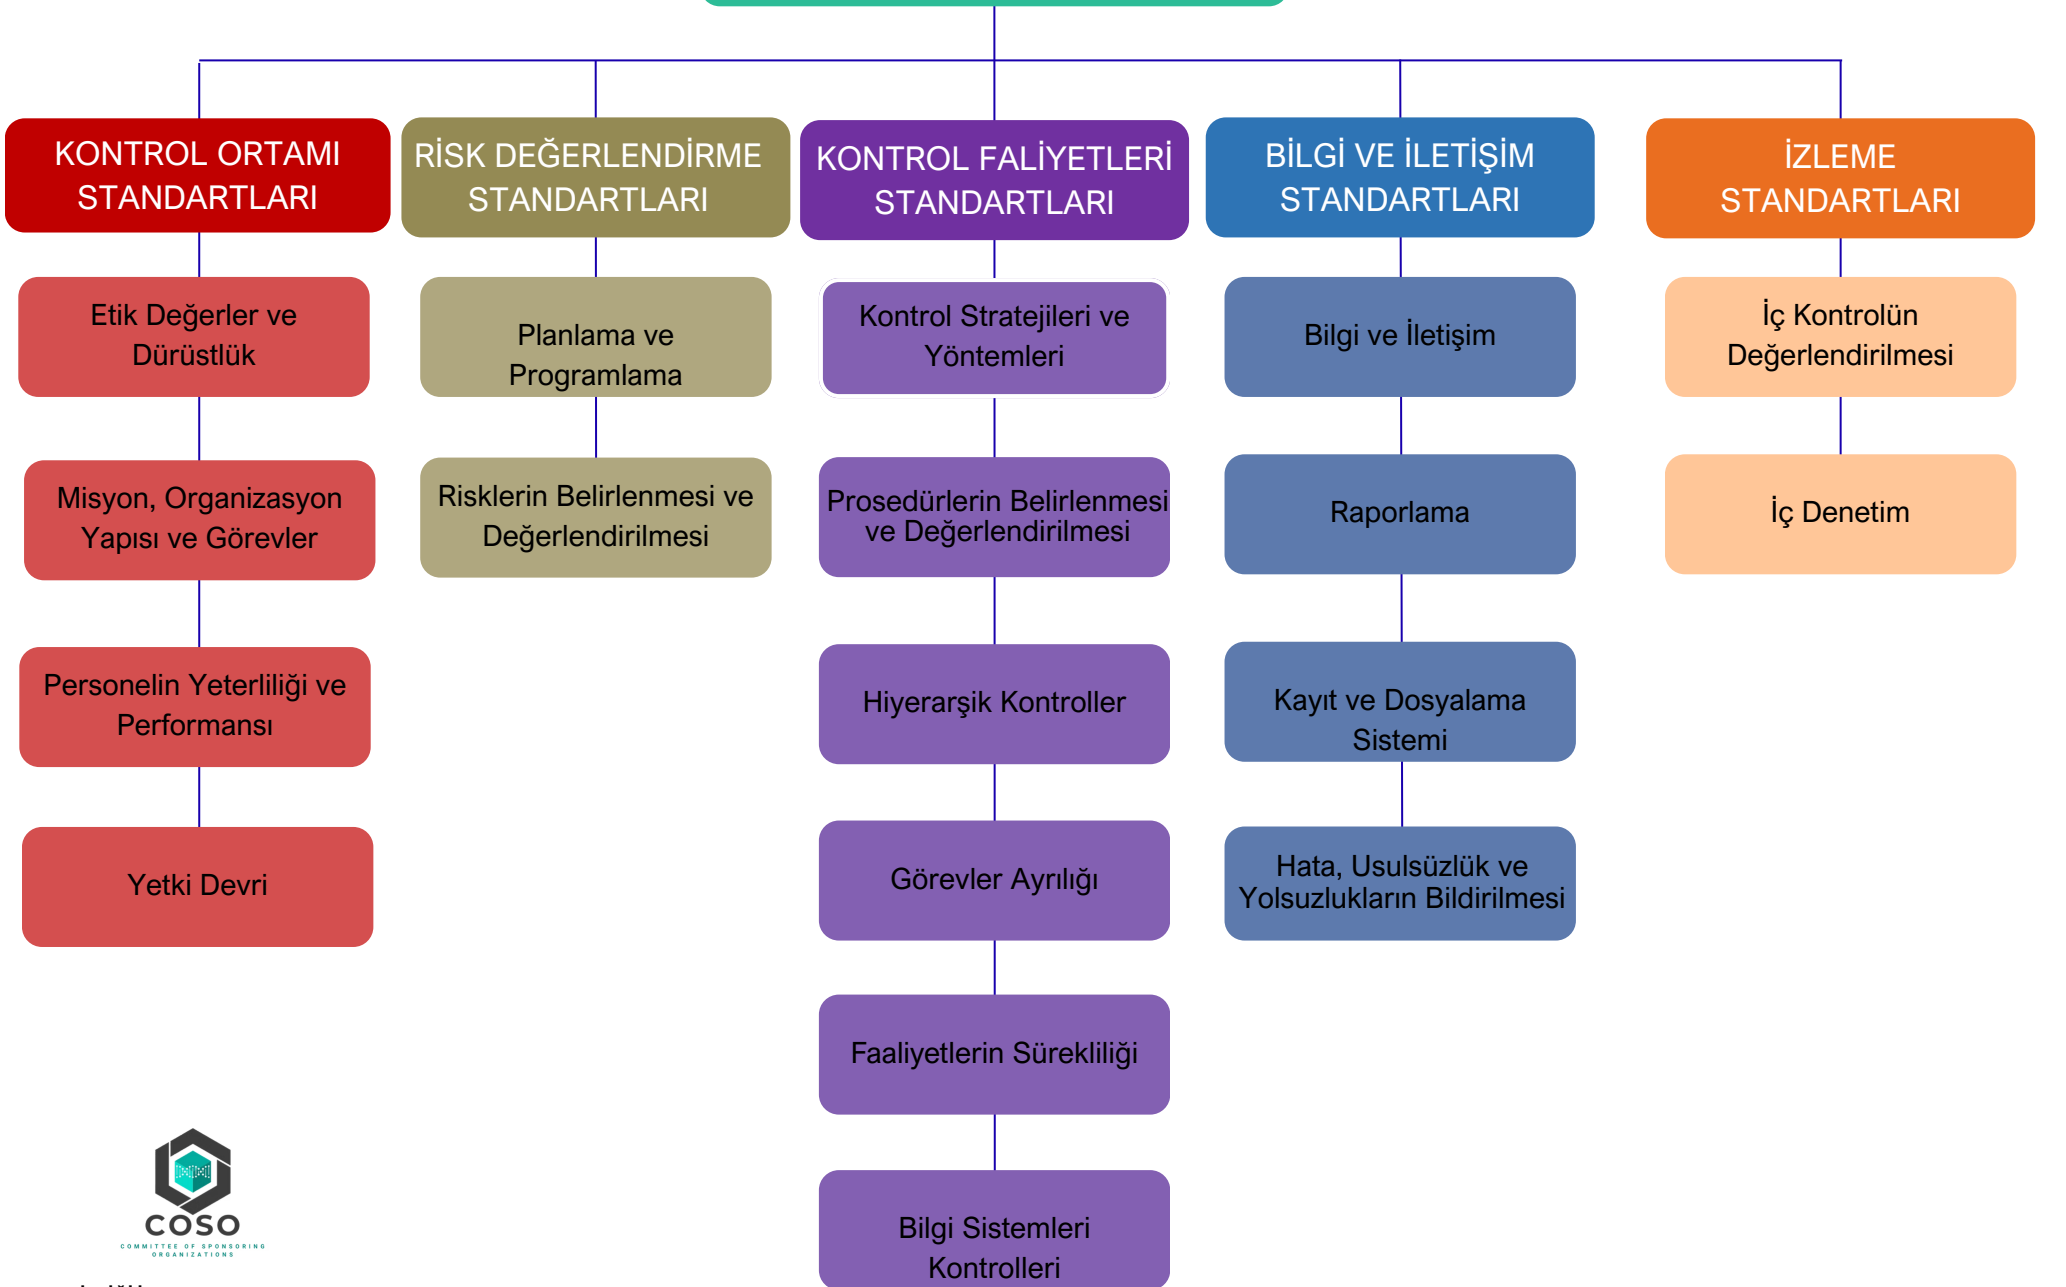 KONTROL ORTAMI
STANDARTLARI
Etik Değerler ve
Dürüstlük
Misyon, Organizasyon
Yapısı ve Görevler
Personelin Yeterliliği ve
Performansı
Yetki Devri
RİSK DEĞERLENDİRME
STANDARTLARI
Planlama ve
Programlama
Risklerin Belirlenmesi ve
Değerlendirilmesi
KONTROL FALİYETLERİ
STANDARTLARI
Kontrol Stratejileri ve
Yöntemleri
Prosedürlerin Belirlenmesi
ve Değerlendirilmesi
Hiyerarşik Kontroller
Görevler Ayrılığı
Faaliyetlerin Sürekliliği
Bilgi Sistemleri
Kontrolleri
BİLGİ VE İLETİŞİM
STANDARTLARI
Bilgi ve İletişim
Raporlama
Kayıt ve Dosyalama
Sistemi
Hata, Usulsüzlük ve
Yolsuzlukların Bildirilmesi
İZLEME
STANDARTLARI
İç Kontrolün
Değerlendirilmesi
İç Denetim
COSO
COMMITTEE OF SPONSORING
ORGANIZATIONS